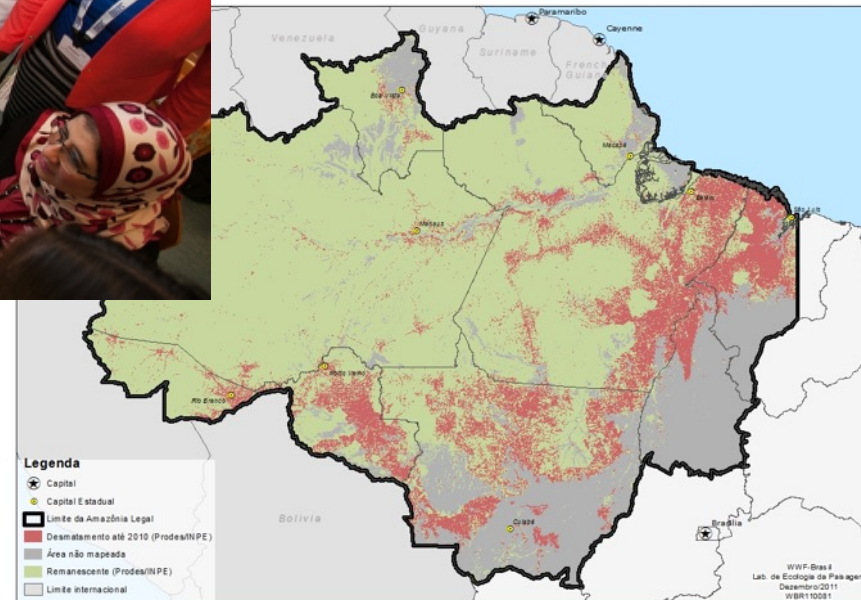 Paramaribo
Cayenne
Venezuela
Guyana
Suriname
French
Guiana
Boa Vista
Macapá
Belém
São Luís
Manaus
Porto Velho
Rio Branco
Cuiabá
Bolivia
Brasília
Legenda
Capital
Capital Estadual
Limite da Amazônia Legal
Desmatamento até 2010 (Prodes/INPE)
Área não mapeada
Remanescente (Prodes/INPE)
Limite internacional
WWF-Brasil
Lab. de Ecologia da Paisagem
Dezembro/2011
WBR110081